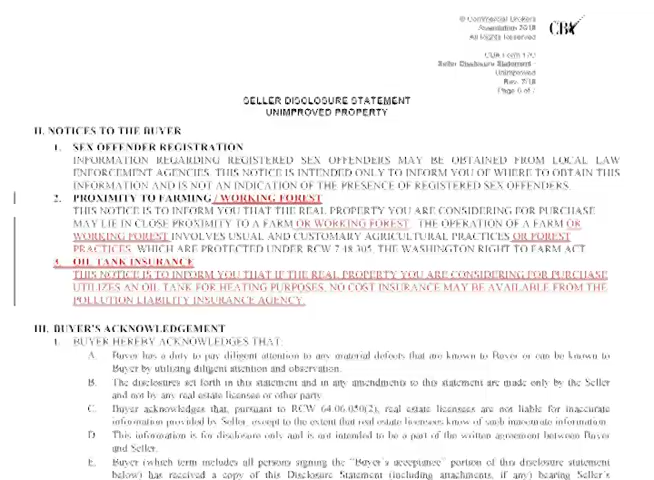 © Commercial Brokers
Association 2018
All Rights Reserved
CBA
CBA Form 17C
Seller Disclosure Statement -
Unimproved
Rev. 2018
Page 6 of 7
SELLER DISCLOSURE STATEMENT
UNIMPROVED PROPERTY
II. NOTICES TO THE BUYER
1. SEX OFFENDER REGISTRATION
INFORMATION REGARDING REGISTERED SEX OFFENDERS MAY BE OBTAINED FROM LOCAL LAW
ENFORCEMENT AGENCIES. THIS NOTICE IS INTENDED ONLY TO INFORM YOU OF WHERE TO OBTAIN THIS
INFORMATION AND IS NOT AN INDICATION OF THE PRESENCE OF REGISTERED SEX OFFENDERS.
2. PROXIMITY TO FARMING / WORKING FOREST
THIS NOTICE IS TO INFORM YOU THAT THE REAL PROPERTY YOU ARE CONSIDERING FOR PURCHASE
MAY LIE IN CLOSE PROXIMITY TO A FARM OR WORKING FOREST. THE OPERATION OF A FARM OR
WORKING FOREST INVOLVES USUAL AND CUSTOMARY AGRICULTURAL PRACTICES OR FOREST
PRACTICES, WHICH ARE PROTECTED UNDER RCW 7.48.305, THE WASHINGTON RIGHT TO FARM ACT.
3. OIL TANK INSURANCE
THIS NOTICE IS TO INFORM YOU THAT IF THE REAL PROPERTY YOU ARE CONSIDERING FOR PURCHASE
UTILIZES AN OIL TANK FOR HEATING PURPOSES, NO COST INSURANCE MAY BE AVAILABLE FROM THE
POLLUTION LIABILITY INSURANCE AGENCY.
III. BUYER'S ACKNOWLEDGEMENT
1. BUYER HEREBY ACKNOWLEDGES THAT:
A. Buyer has a duty to pay diligent attention to any material defects that are known to Buyer or can be known to
Buyer by utilizing diligent attention and observation.
B. The disclosures set forth in this statement and in any amendments to this statement are made only by the Seller
and not by any real estate licensee or other party.
C. Buyer acknowledges that, pursuant to RCW 64.06.050(2), real estate licensees are not liable for inaccurate
information provided by Seller, except to the extent that real estate licensees know of such inaccurate information.
D. This information is for disclosure only and is not intended to be a part of the written agreement between Buyer
and Seller.
E. Buyer (which term includes all persons signing the "Buyer's acceptance" portion of this disclosure statement
below) has received a copy of this Disclosure Statement (including attachments, if any) bearing Seller's